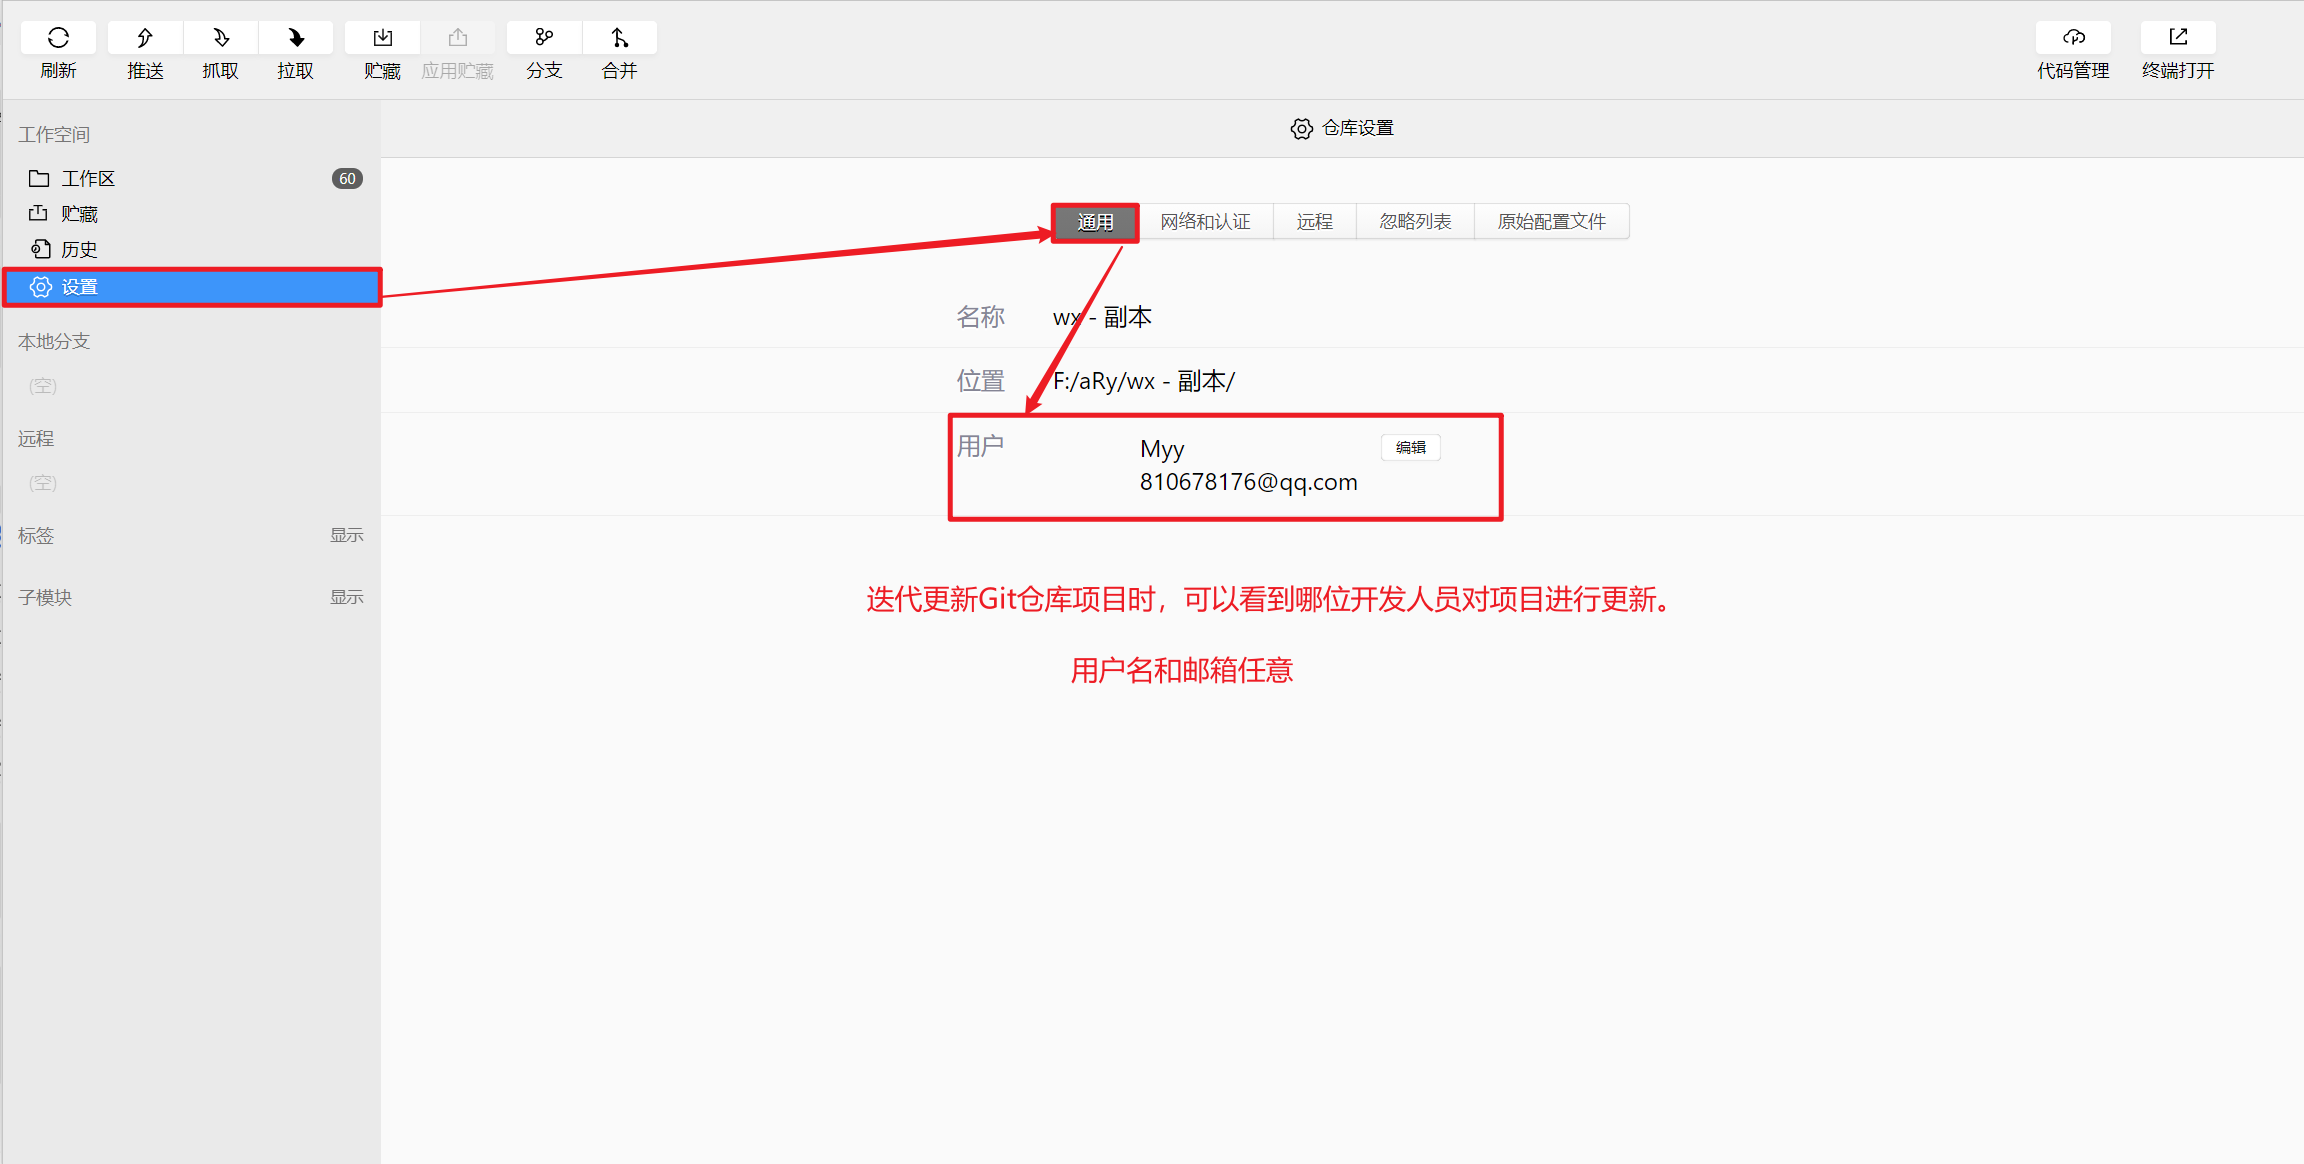 刷新 推送 抓取 拉取 贮藏 应用贮藏 分支 合并 代码管理 终端打开
工作空间
工作区 60
贮藏
历史
设置
本地分支
(空)
远程
(空)
标签 显示
子模块 显示
仓库设置
通用 网络和认证 远程 忽略列表 原始配置文件
名称 wx - 副本
位置 F:/aRy/wx - 副本/
用户 Myy 编辑
810678176@qq.com
迭代更新Git仓库项目时，可以看到哪位开发人员对项目进行更新。
用户名和邮箱任意